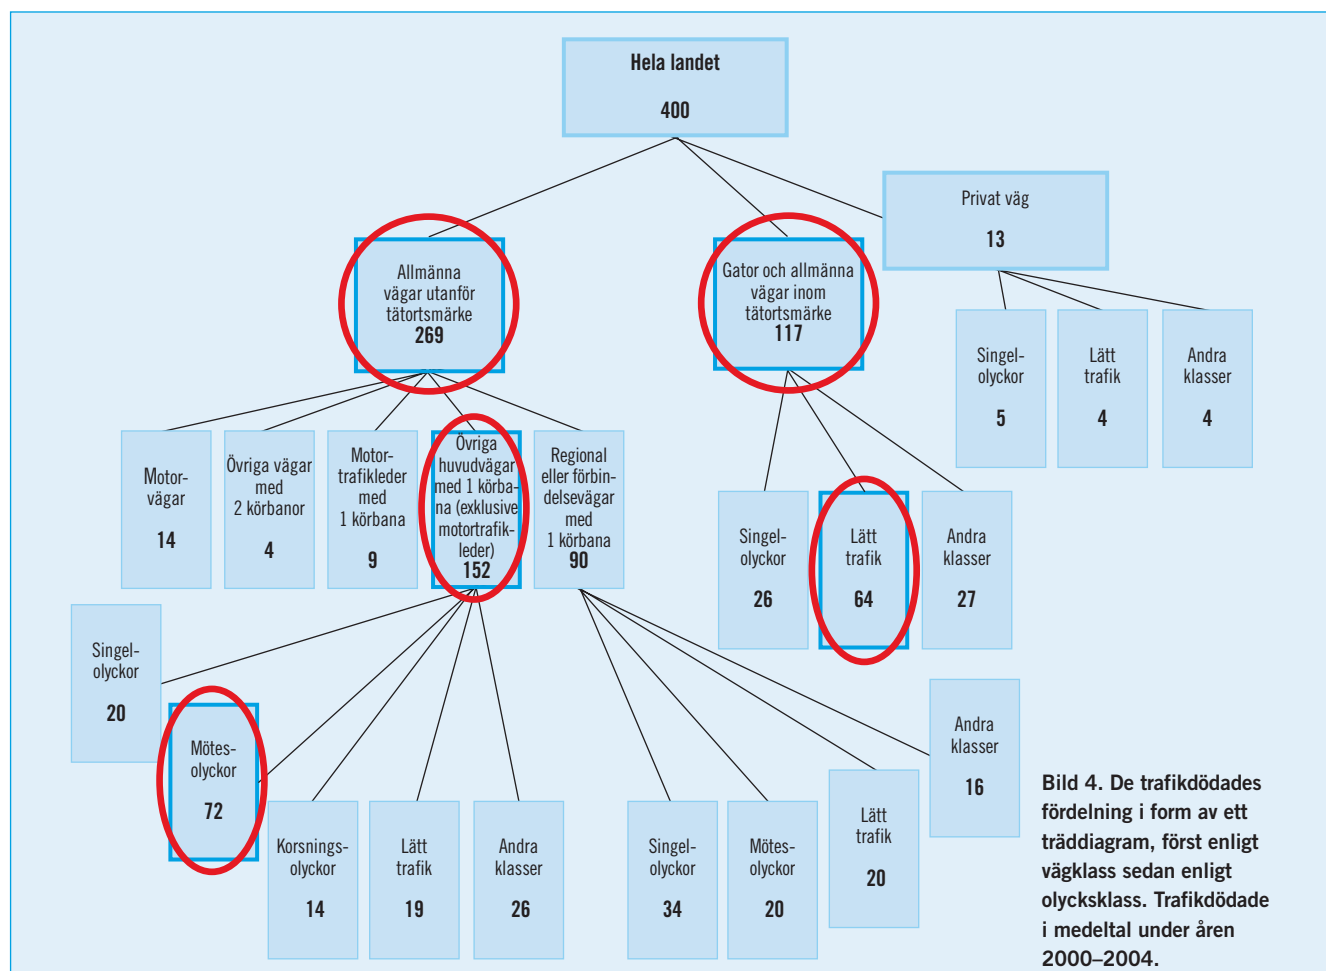 Hela landet
400
Privat väg
13
Allmänna
vägar utanför
tätortsmärke
269
Gator och allmänna
vägar inom
tätortsmärke
117
Singel-
olyckor
5
Lätt
trafik
4
Andra
klasser
4
Motor-
vägar
14
Övriga vägar
med
2 körbanor
4
Motor-
trafikleder
med
1 körbana
9
Övriga
huvudvägar
med 1 körba-
na (exklusive
motortrafik-
leder)
152
Regional
eller förbin-
delsevägar
med
1 körbana
90
Singel-
olyckor
26
Lätt
trafik
64
Andra
klasser
27
Singel-
olyckor
20
Mötes-
olyckor
72
Korsnings-
olyckor
14
Lätt
trafik
19
Andra
klasser
26
Singel-
olyckor
34
Mötes-
olyckor
20
Lätt
trafik
20
Andra
klasser
16
Bild 4. De trafikdödades
fördelning i form av ett
träddiagram, först enligt
vägklass sedan enligt
olycksklass. Trafikdödade
i medeltal under åren
2000–2004.